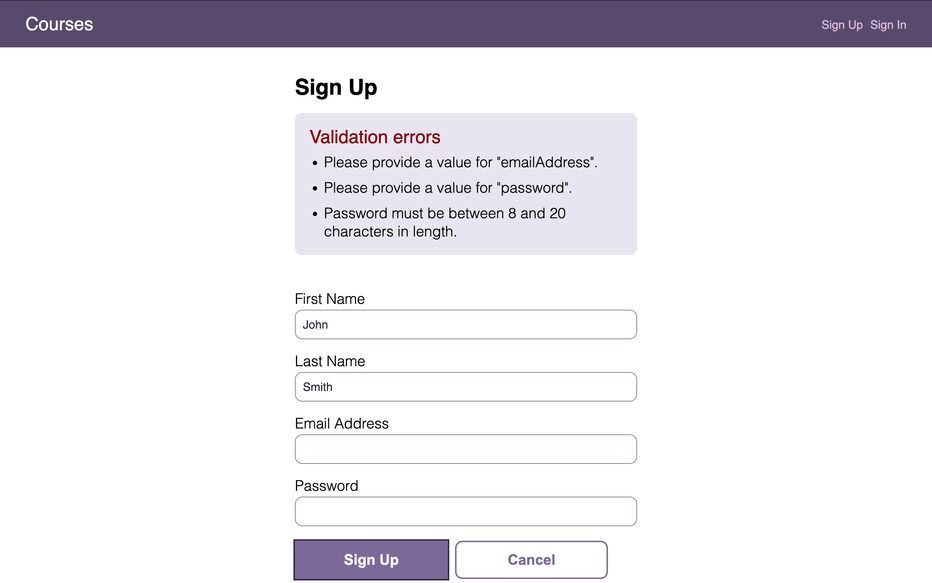 Courses
Sign Up Sign In
Sign Up
Validation errors
• Please provide a value for "emailAddress".
• Please provide a value for "password".
• Password must be between 8 and 20
characters in length.
First Name
John
Last Name
Smith
Email Address
Password
Sign Up
Cancel